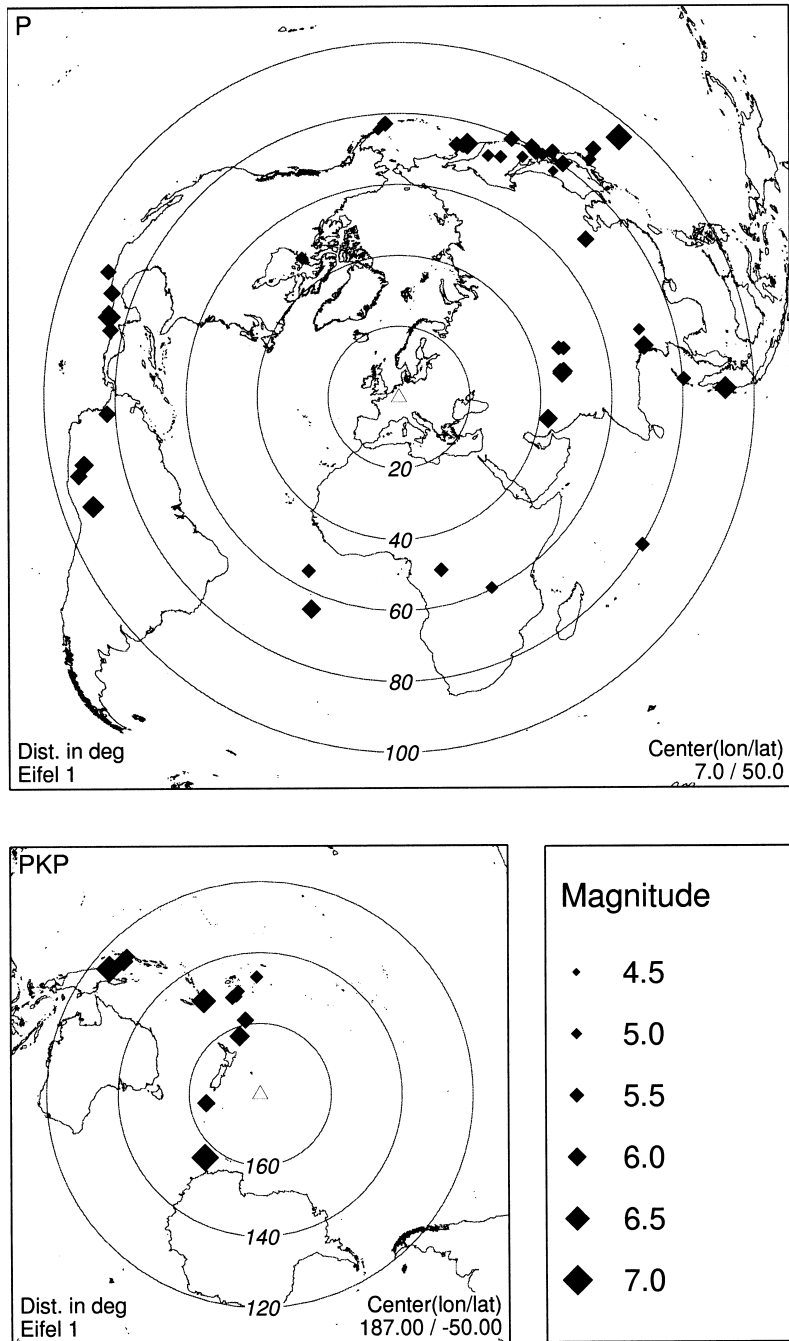 P
20
40
60
80
100
Dist. in deg
Eifel 1
Center(lon/lat)
7.0 / 50.0
PKP
160
140
120
Dist. in deg
Eifel 1
Center(lon/lat)
187.00 / -50.00
Magnitude
4.5
5.0
5.5
6.0
6.5
7.0